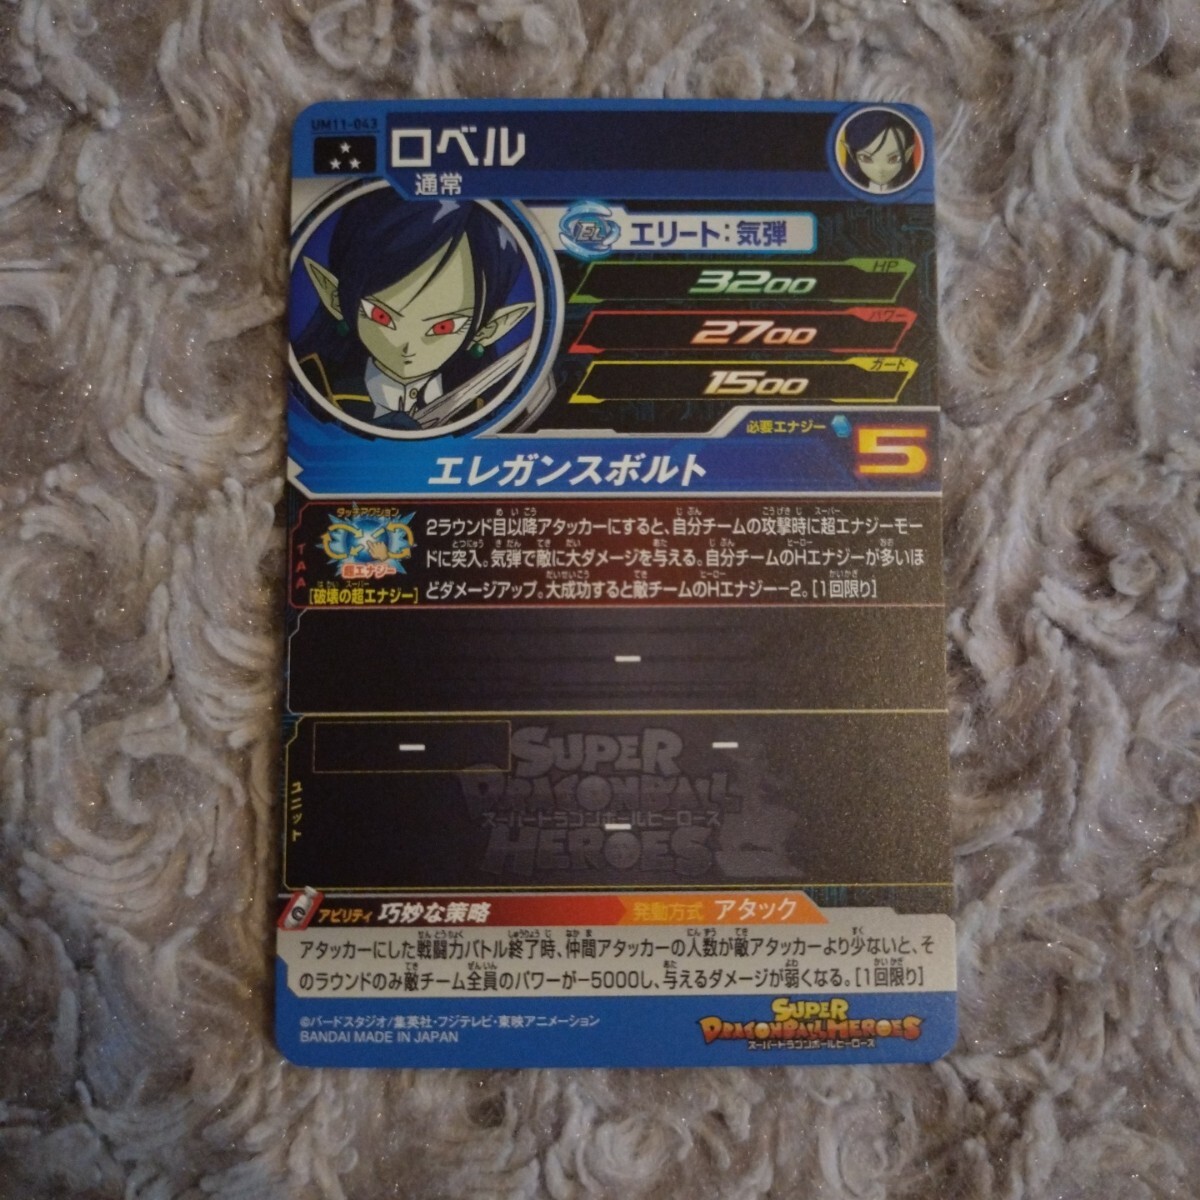 UM11-043
ロベル
通常
EL
エリート：気弾
HP
3200
パワー
2700
ガード
1500
必要エナジー
5
エレガンスボルト
TAA
タッチアクション
超エナジー
[破壊の超エナジー]
2ラウンド目以降アタッカーにすると、自分チームの攻撃時に超エナジーモー
ドに突入。気弾で敵に大ダメージを与える。自分チームのHエナジーが多いほ
どダメージアップ。大成功すると敵チームのHエナジー−2。[1回限り]
ー
ー
ー
ー
ユニット
SUPER
DRAGONBALL
スーパードラゴンボールヒーローズ
HEROES
アビリティ 巧妙な策略
発動方式 アタック
アタッカーにした戦闘力バトル終了時、仲間アタッカーの人数が敵アタッカーより少ないと、そ
のラウンドのみ敵チーム全員のパワーが−5000し、与えるダメージが弱くなる。[1回限り]
©バードスタジオ/集英社・フジテレビ・東映アニメーション
BANDAI MADE IN JAPAN
SUPER
DRAGONBALL HEROES
スーパードラゴンボールヒーローズ